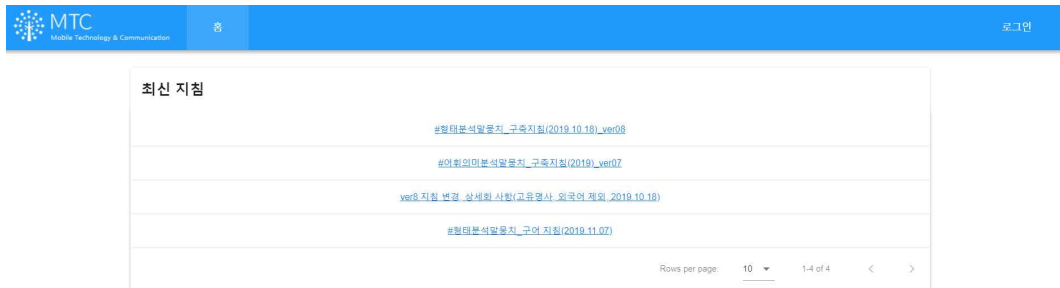 MTC
Mobile Technology & Communication
홈
로그인
최신 지침
#형태분석말뭉치_구축지침(2019.10.18)_ver08
#어휘의미분석말뭉치_구축지침(2019)_ver07
ver8 지침 변경, 상세화 사항(고유명사, 외국어 제외, 2019.10.18)
#형태분석말뭉치_구어 지침(2019.11.07)
Rows per page: 10 1-4 of 4